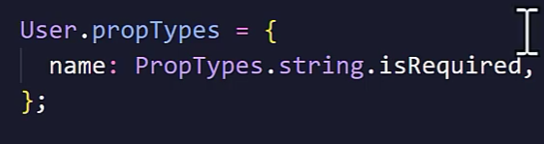 User.propTypes = {
  name: PropTypes.string.isRequired,
};